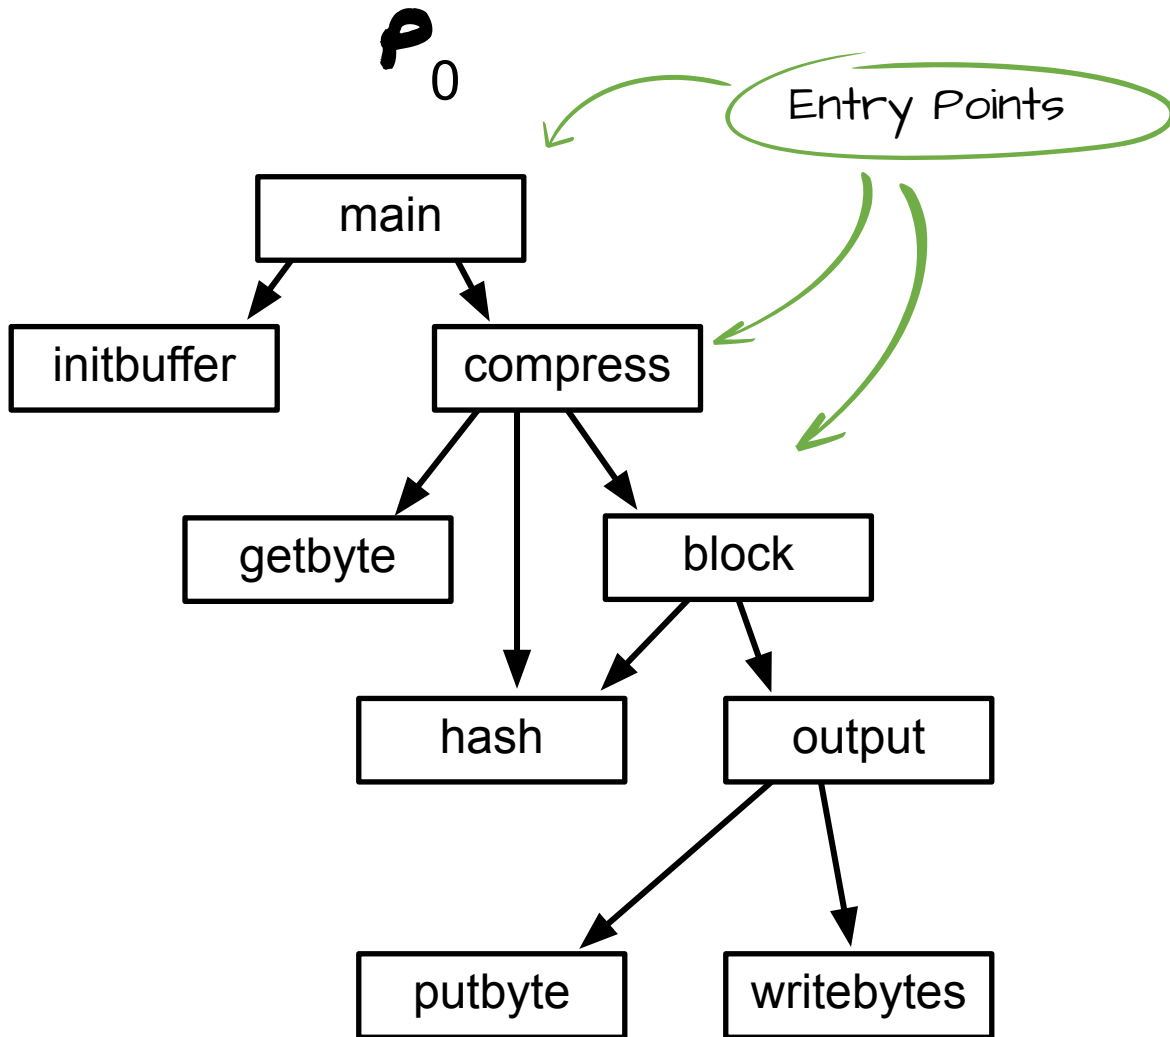 ρ
0
Entry Points
main
initbuffer
compress
getbyte
block
hash
output
putbyte
writebytes